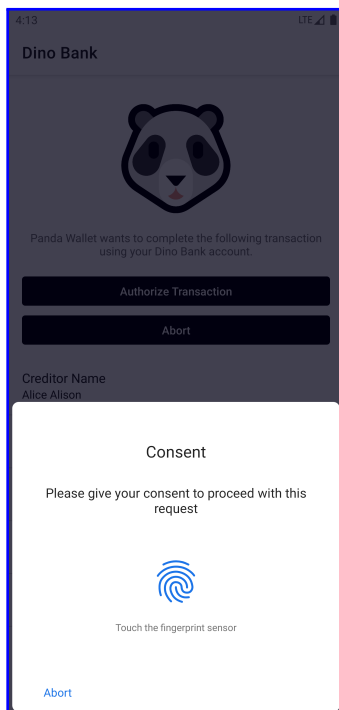 4:13 LTE
Dino Bank
Panda Wallet wants to complete the following transaction
using your Dino Bank account.
Authorize Transaction
Abort
Creditor Name
Alice Alison
Consent
Please give your consent to proceed with this
request
Touch the fingerprint sensor
Abort